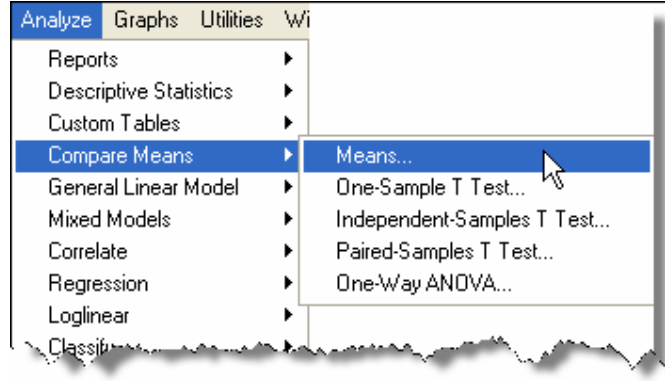 Analyze Graphs Utilities
Reports
Descriptive Statistics
Custom Tables
Compare Means
Means...
General Linear Model
One-Sample T Test...
Mixed Models
Independent-Samples T Test...
Correlate
Paired-Samples T Test...
Regression
One-Way ANOVA...
Loglinear